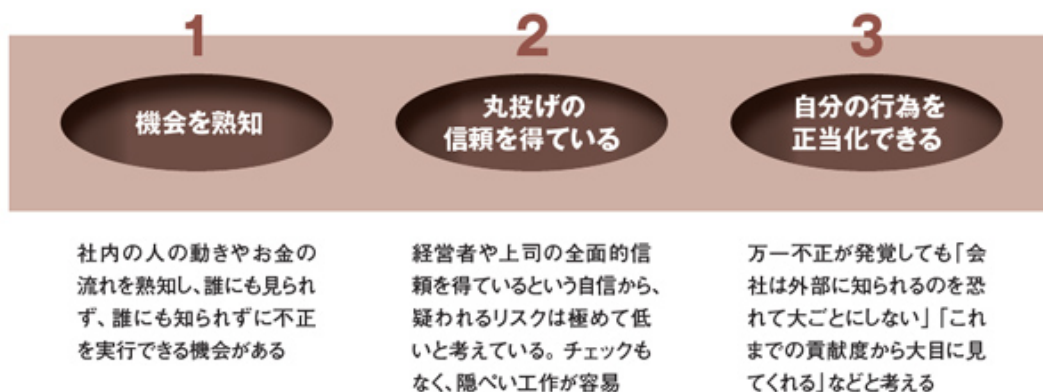 1
機会を熟知
社内の人の動きやお金の
流れを熟知し、誰にも見られ
ず、誰にも知られずに不正
を実行できる機会がある
2
丸投げの
信頼を得ている
経営者や上司の全面的信
頼を得ているという自信から、
疑われるリスクは極めて低
いと考えている。チェックも
なく、隠ぺい工作が容易
3
自分の行為を
正当化できる
万一不正が発覚しても「会
社は外部に知られるのを恐
れて大ごとにしない」「これ
までの貢献度から大目に見
てくれる」などと考える